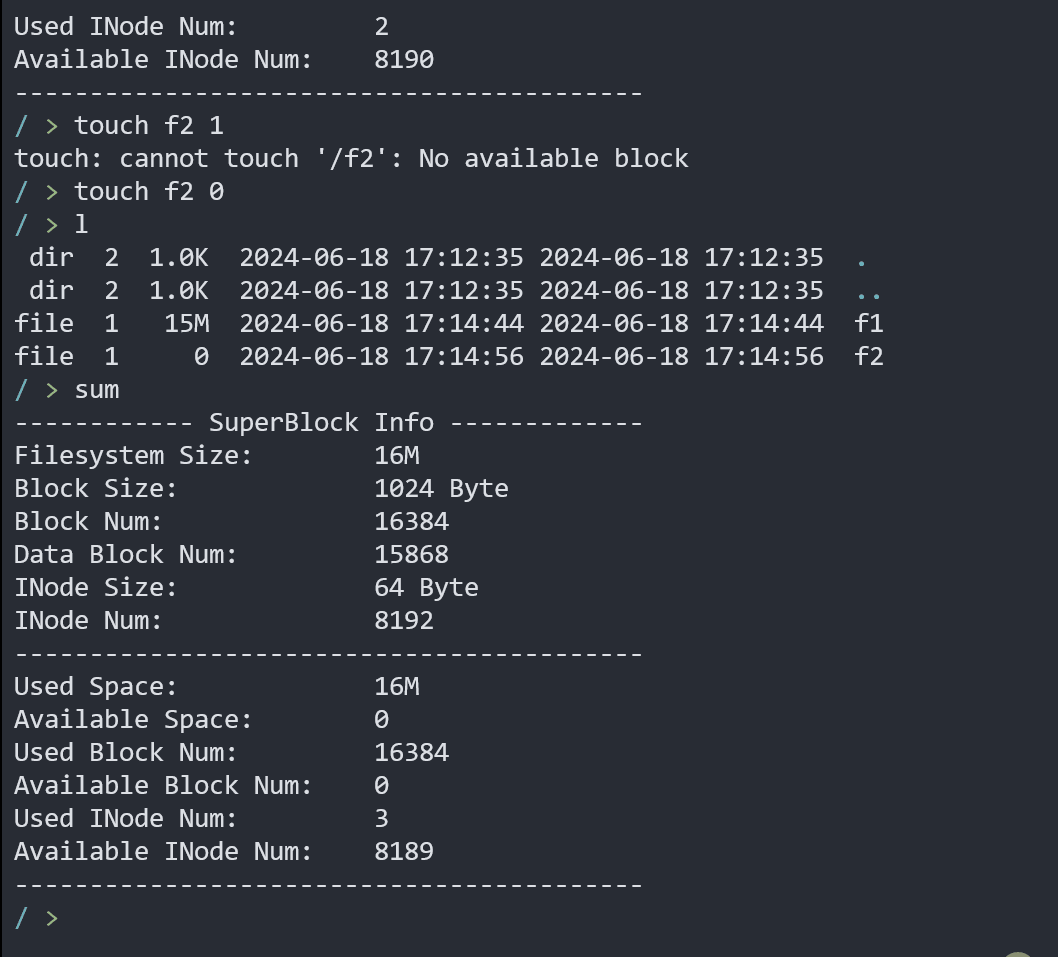 Used INode Num:         2
Available INode Num:    8190
------------------------------------------
/ > touch f2 1
touch: cannot touch '/f2': No available block
/ > touch f2 0
/ > l
 dir  2  1.0K  2024-06-18 17:12:35 2024-06-18 17:12:35  .
 dir  2  1.0K  2024-06-18 17:12:35 2024-06-18 17:12:35  ..
file  1   15M  2024-06-18 17:14:44 2024-06-18 17:14:44  f1
file  1     0  2024-06-18 17:14:56 2024-06-18 17:14:56  f2
/ > sum
------------ SuperBlock Info -------------
Filesystem Size:        16M
Block Size:             1024 Byte
Block Num:              16384
Data Block Num:         15868
INode Size:             64 Byte
INode Num:              8192
------------------------------------------
Used Space:             16M
Available Space:        0
Used Block Num:         16384
Available Block Num:    0
Used INode Num:         3
Available INode Num:    8189
------------------------------------------
/ >